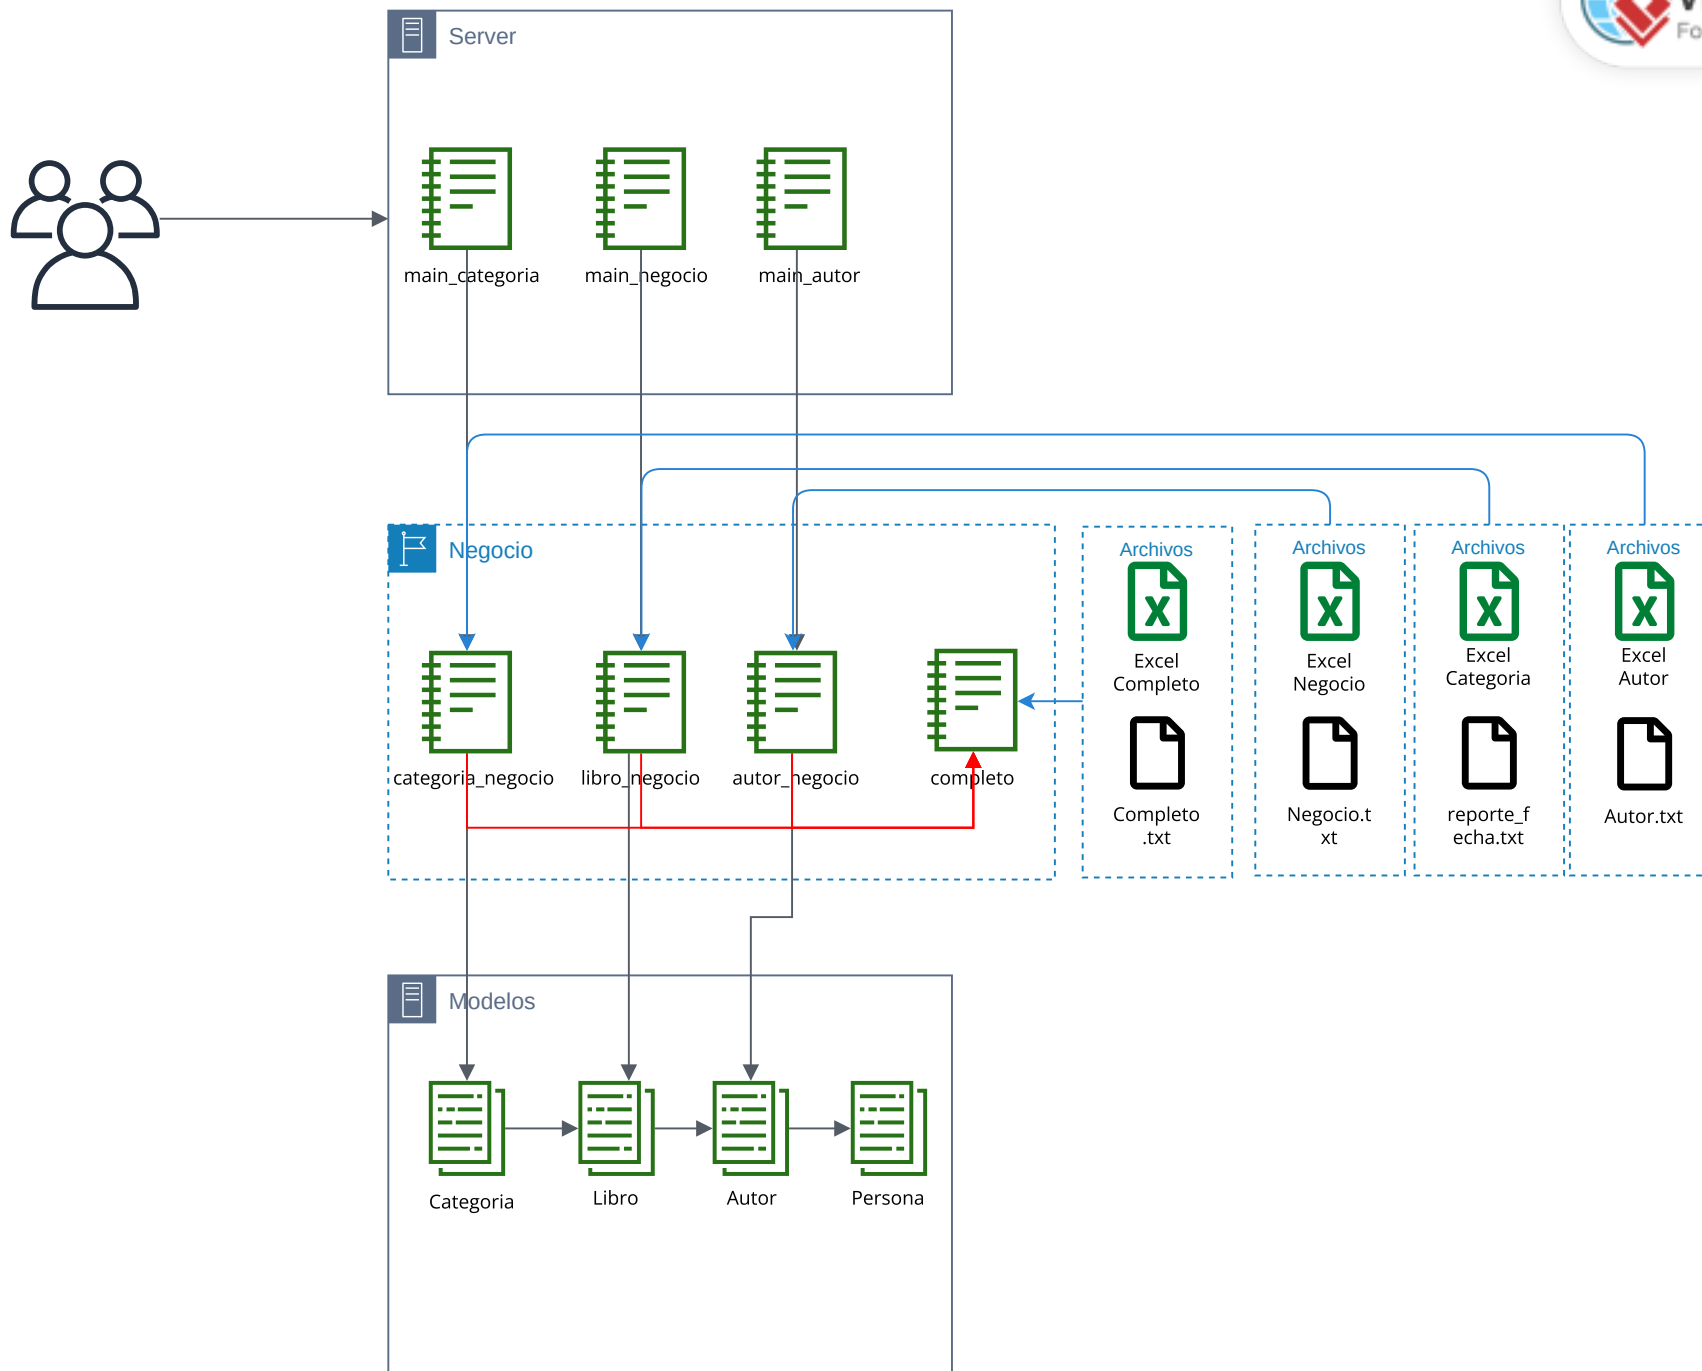 Server
main_categoria
main_negocio
main_autor
Negocio
categoria_negocio
libro_negocio
autor_negocio
completo
Archivos
Excel
Completo
Completo
.txt
Archivos
Excel
Negocio
Negocio.t
xt
Archivos
Excel
Categoria
reporte_f
echa.txt
Archivos
Excel
Autor
Autor.txt
Modelos
Categoria
Libro
Autor
Persona